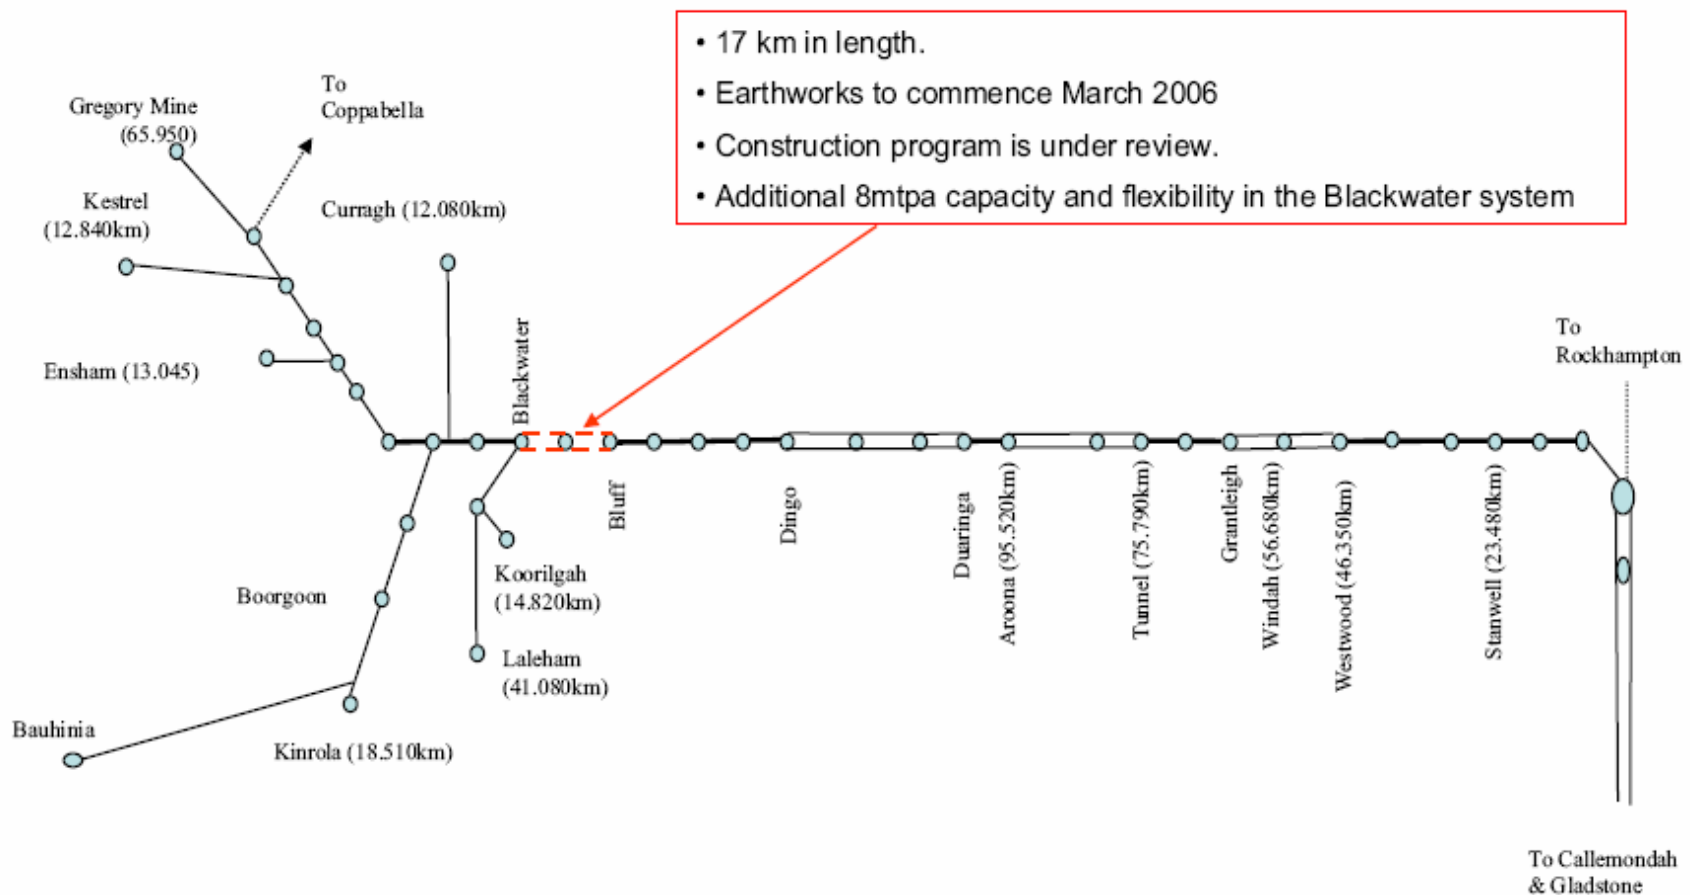 • 17 km in length.
• Earthworks to commence March 2006
• Construction program is under review.
• Additional 8mtpa capacity and flexibility in the Blackwater system
To
Coppabella
Gregory Mine
(65.950)
Kestrel
(12.840km)
Curragh (12.080km)
Ensham (13.045)
Blackwater
To
Rockhampton
Bluff
Dingo
Duaringa
Aroona (95.520km)
Tunnel (75.790km)
Grantleigh
Windah (56.680km)
Westwood (46.350km)
Stanwell (23.480km)
Koorilgah
(14.820km)
Boorgoon
Laleham
(41.080km)
Bauhinia
Kinrola (18.510km)
To Callemondah
& Gladstone